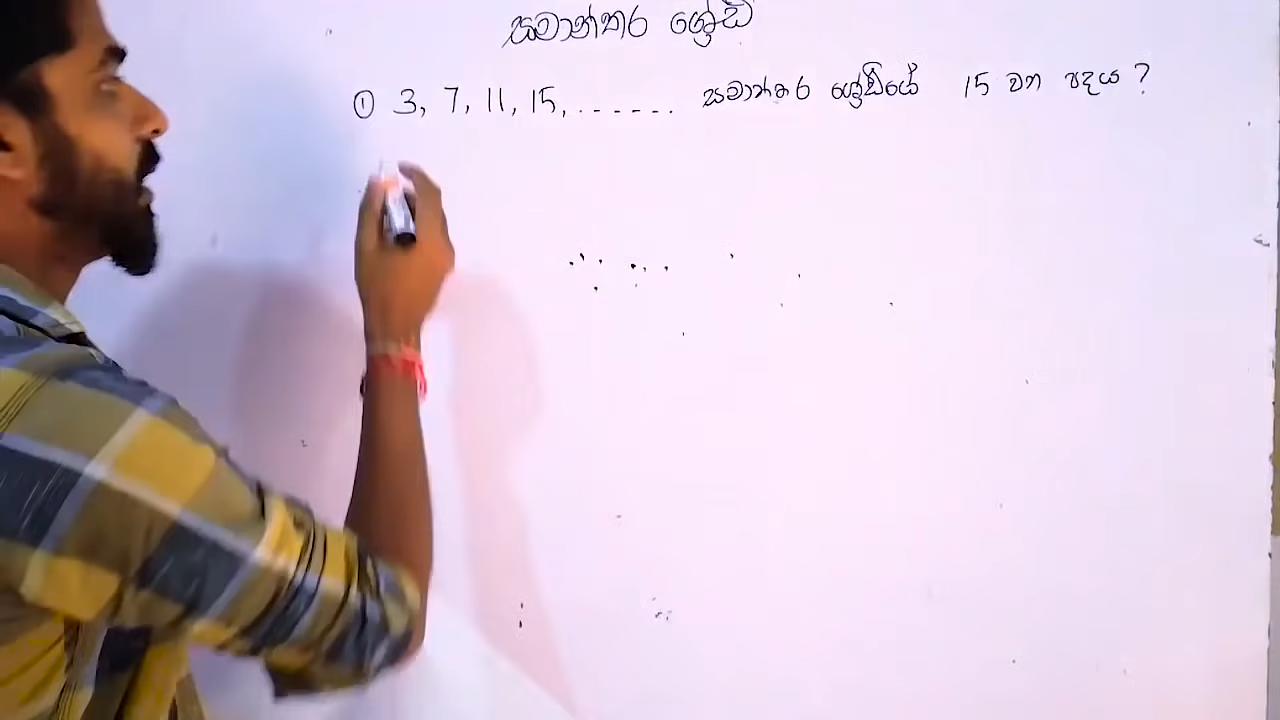 සමාන්තර ශ්‍රේඪි
① 3, 7, 11, 15, ....... සමාන්තර ශ්‍රේඪියේ 15 වන පදය ?